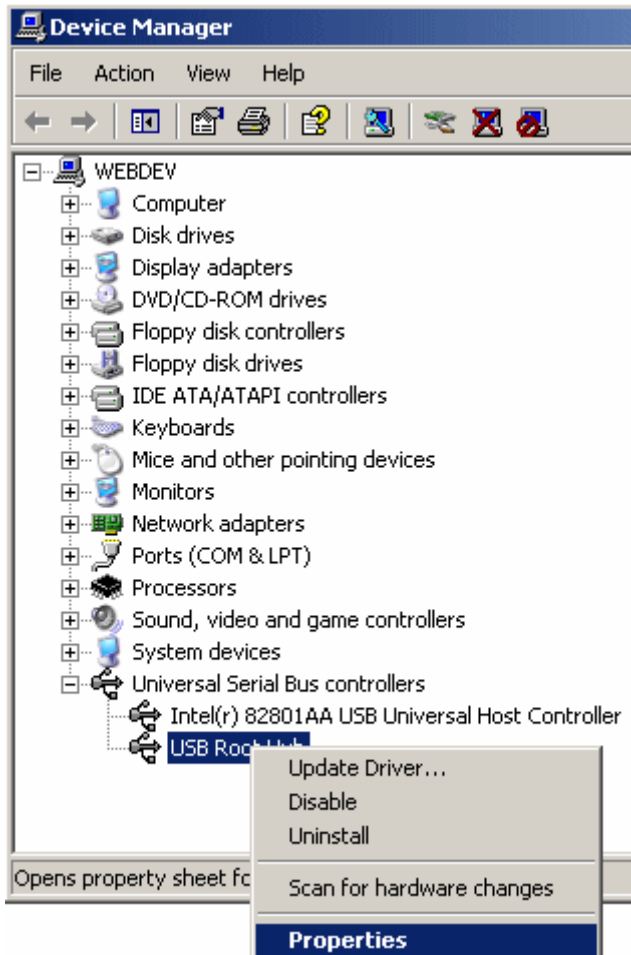 Device Manager
File Action View Help
WEBDEV
Computer
Disk drives
Display adapters
DVD/CD-ROM drives
Floppy disk controllers
Floppy disk drives
IDE ATA/ATAPI controllers
Keyboards
Mice and other pointing devices
Monitors
Network adapters
Ports (COM & LPT)
Processors
Sound, video and game controllers
System devices
Universal Serial Bus controllers
Intel(r) 82801AA USB Universal Host Controller
USB Root Hub
Update Driver...
Disable
Uninstall
Scan for hardware changes
Properties
Opens property sheet fo